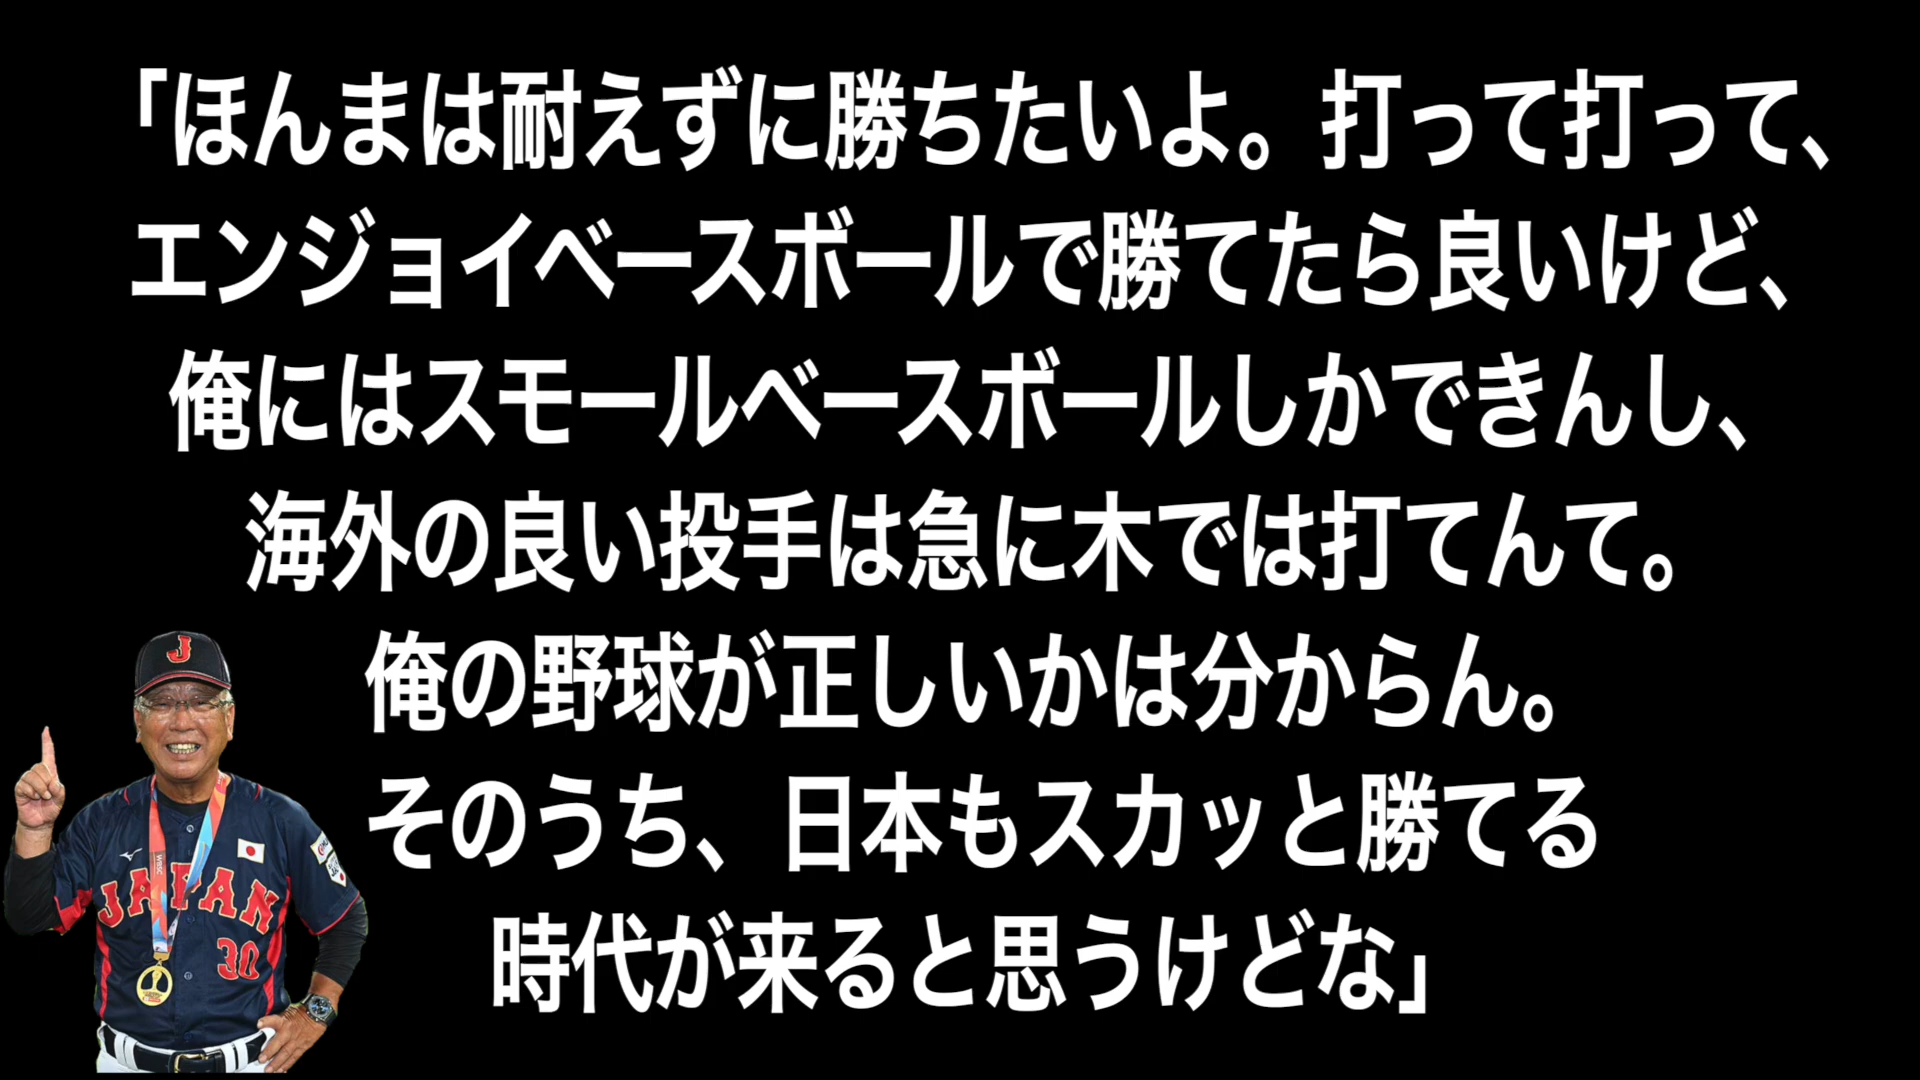 「ほんまは耐えずに勝ちたいよ。打って打って、
エンジョイベースボールで勝てたら良いけど、
俺にはスモールベースボールしかできんし、
海外の良い投手は急に木では打てんて。
俺の野球が正しいかは分からん。
そのうち、日本もスカッと勝てる
時代が来ると思うけどな」
J
JAPAN
30
WBSC